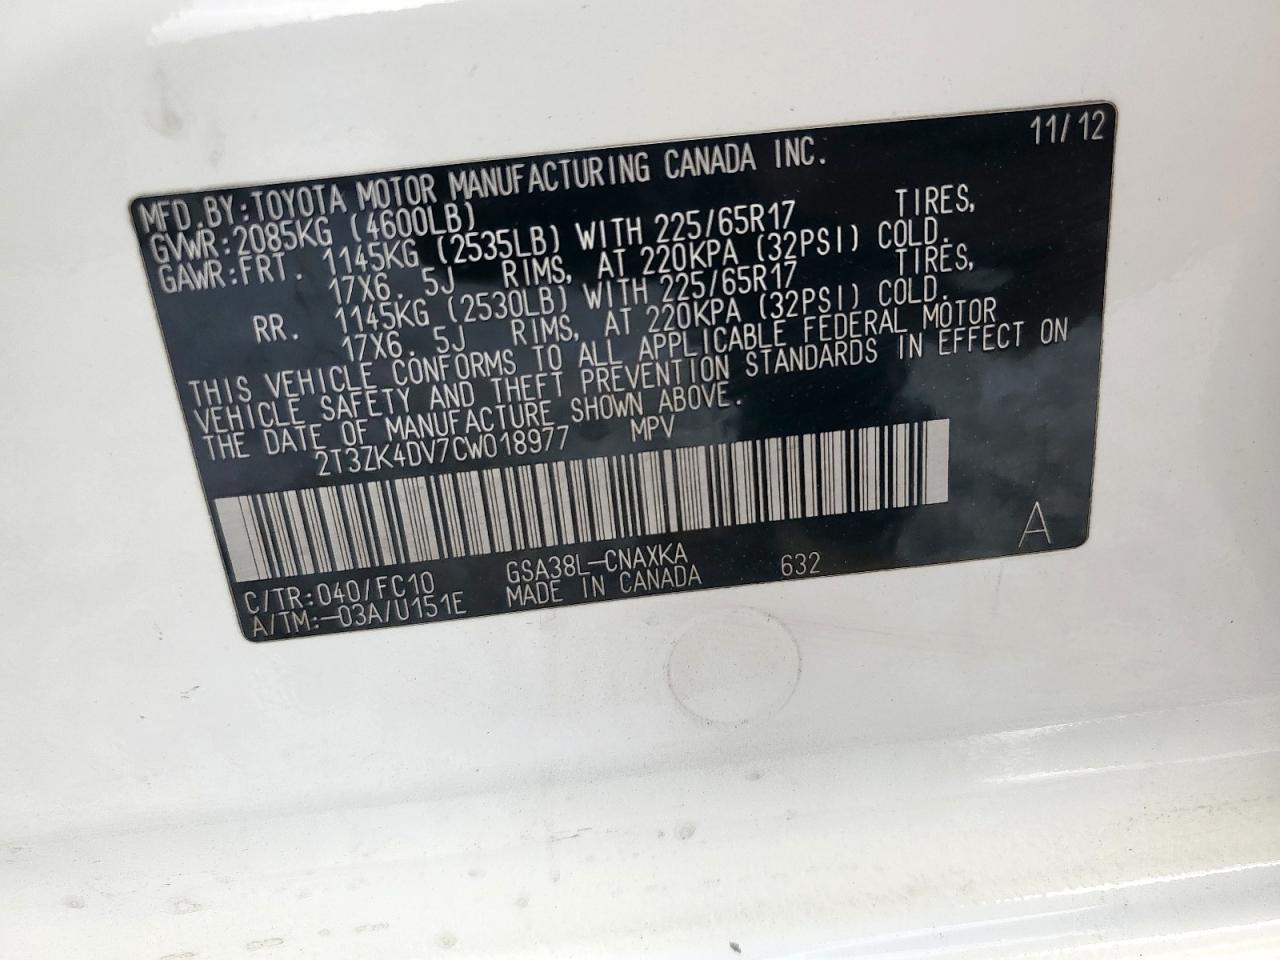 MFD.BY:TOYOTA MOTOR MANUFACTURING CANADA INC. 11/12
GVWR:2085KG (4600LB)
GAWR:FRT. 1145KG (2535LB) WITH 225/65R17 TIRES,
17X6.5J RIMS, AT 220KPA (32PSI) COLD.
RR. 1145KG (2530LB) WITH 225/65R17 TIRES,
17X6.5J RIMS, AT 220KPA (32PSI) COLD.
THIS VEHICLE CONFORMS TO ALL APPLICABLE FEDERAL MOTOR
VEHICLE SAFETY AND THEFT PREVENTION STANDARDS IN EFFECT ON
THE DATE OF MANUFACTURE SHOWN ABOVE.
2T3ZK4DV7CW018977 MPV
C/TR:040/FC10 GSA38L-CNAXKA 632 A
A/TM:-03A/U151E MADE IN CANADA